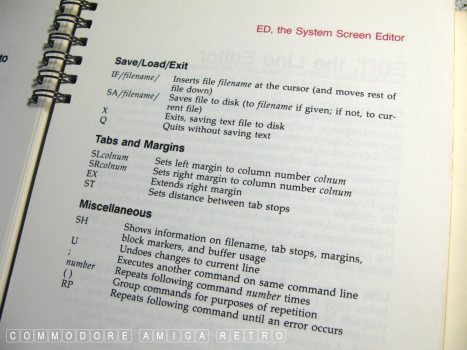 ED, the System Screen Editor
Save/Load/Exit
IF/filename/ Inserts file filename at the cursor (and moves rest of
file down)
SA/filename/ Saves file to disk (to filename if given; if not, to cur-
rent file)
X Exits, saving text file to disk
Q Quits without saving text
Tabs and Margins
SLcolnum Sets left margin to column number colnum
SRcolnum Sets right margin to column number colnum
EX Extends right margin
ST Sets distance between tab stops
Miscellaneous
SH Shows information on filename, tab stops, margins,
block markers, and buffer usage
U Undoes changes to current line
; Executes another command on same command line
number Repeats following command number times
( ) Group commands for purposes of repetition
RP Repeats following command until an error occurs
COMMODORE AMIGA RETRO